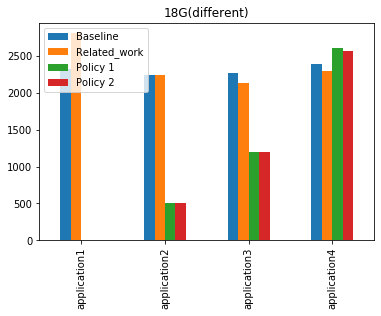 18G(different)
Baseline
Related_work
Policy 1
Policy 2
2500
2000
1500
1000
500
0
application1
application2
application3
application4